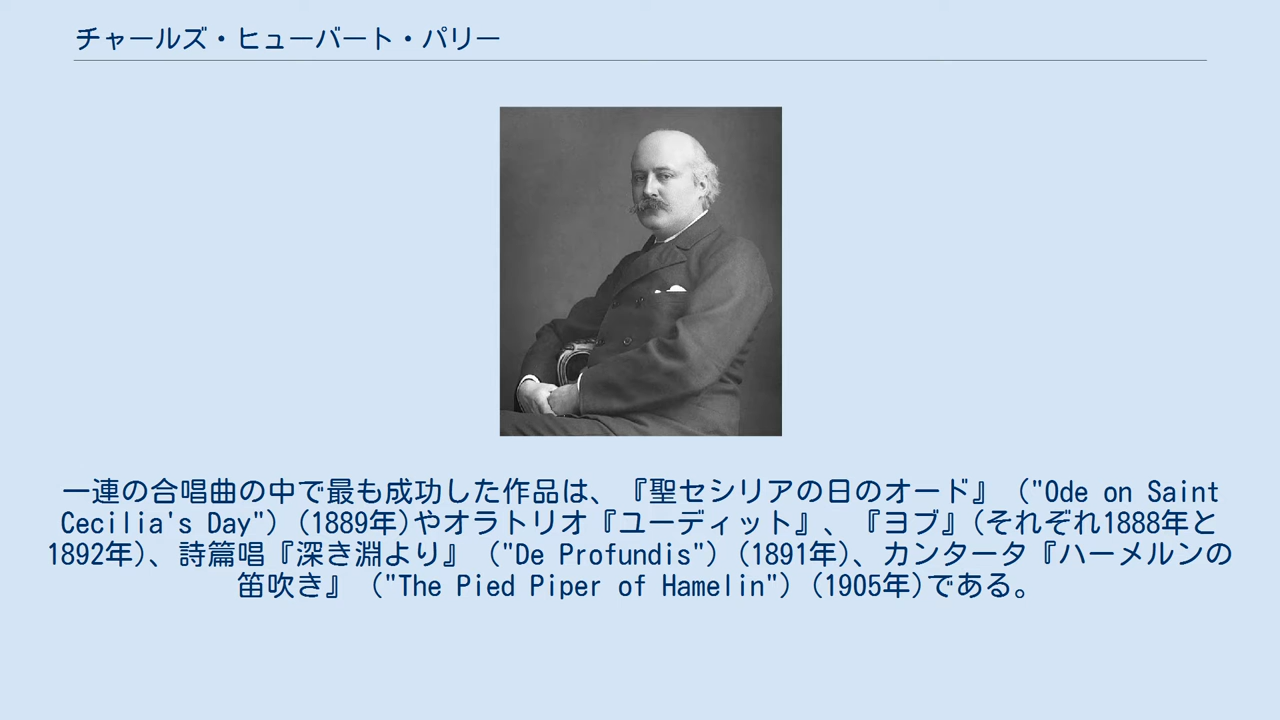 チャールズ・ヒューバート・パリー
一連の合唱曲の中で最も成功した作品は、『聖セシリアの日のオード』（"Ode on Saint
Cecilia's Day"）(1889年)やオラトリオ『ユーディット』、『ヨブ』(それぞれ1888年と
1892年)、詩篇唱『深き淵より』（"De Profundis"）(1891年)、カンタータ『ハーメルンの
笛吹き』（"The Pied Piper of Hamelin"）(1905年)である。